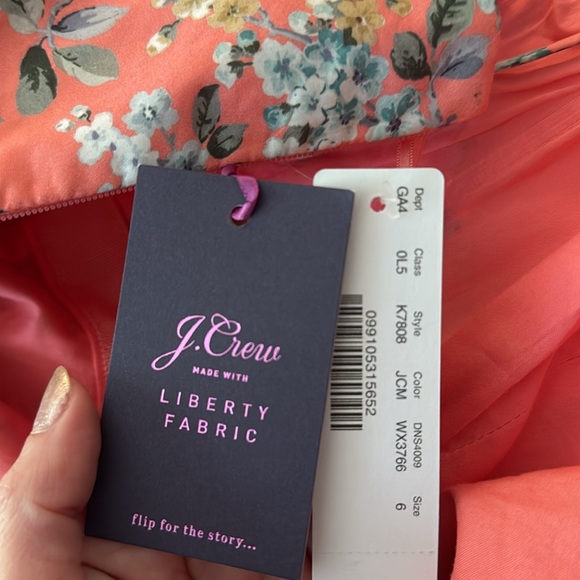 J.Crew
MADE WITH
LIBERTY
FABRIC
flip for the story...
Dept Class Style Color DNS4009 Size
GA4 0L5 K7808 JCM WX3766 6
099105315652